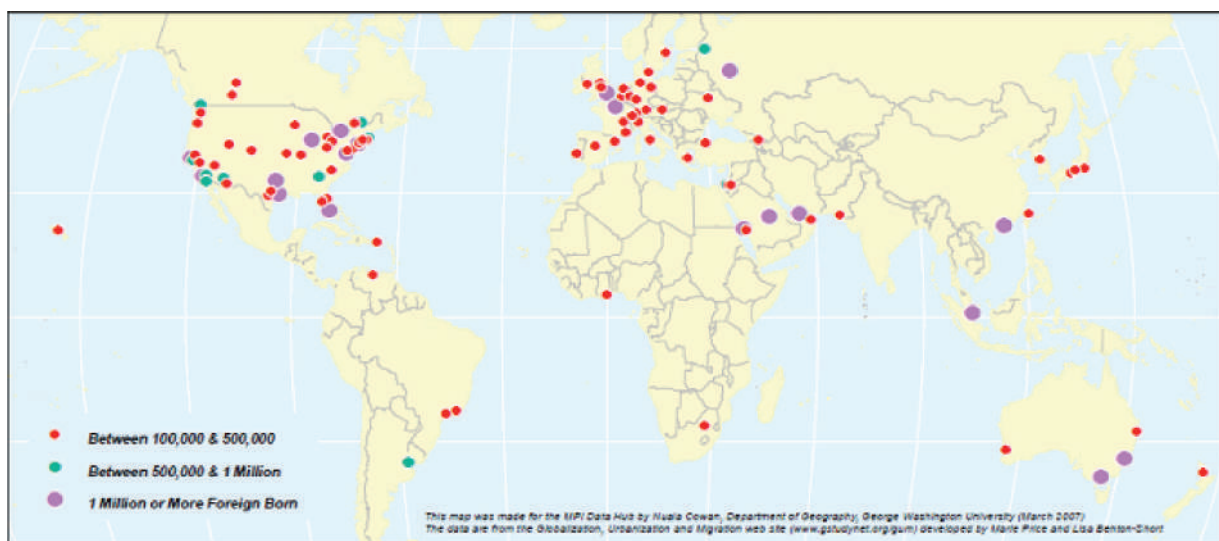 Between 100,000 & 500,000
Between 500,000 & 1 Million
1 Million or More Foreign Born
This map was made for the MPI Data Hub by Nuala Cowan, Department of Geography, George Washington University (March 2007)
The data are from the Globalization, Urbanization and Migration web site (www.gstudynet.org/gum) developed by Marie Price and Lisa Benton-Short